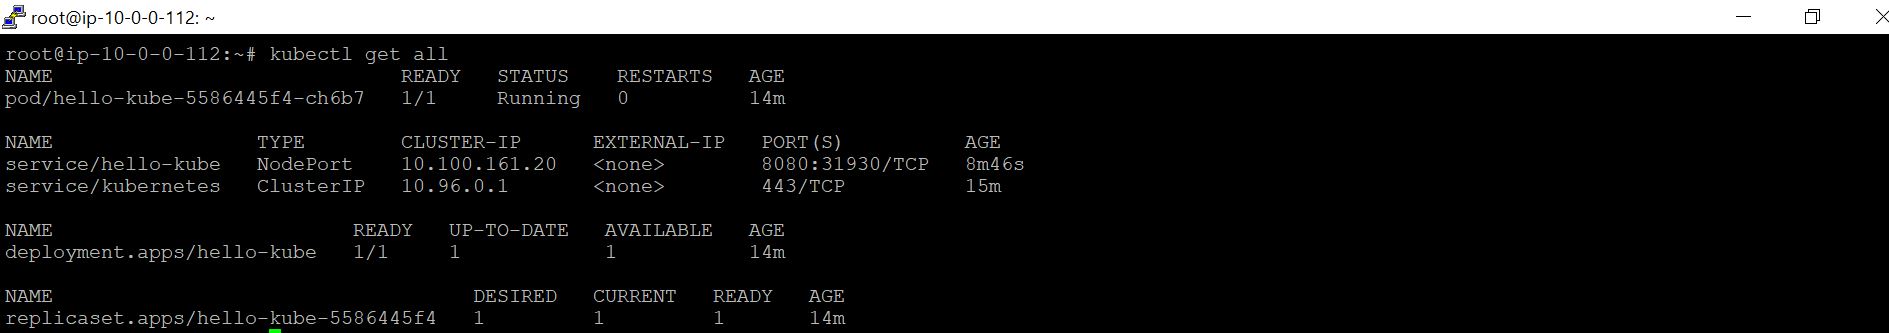 root@ip-10-0-0-112: ~
root@ip-10-0-0-112:~# kubectl get all
NAME                             READY   STATUS    RESTARTS   AGE
pod/hello-kube-5586445f4-ch6b7   1/1     Running   0          14m

NAME                 TYPE        CLUSTER-IP      EXTERNAL-IP   PORT(S)          AGE
service/hello-kube   NodePort    10.100.161.20   <none>        8080:31930/TCP   8m46s
service/kubernetes   ClusterIP   10.96.0.1       <none>        443/TCP          15m

NAME                         READY   UP-TO-DATE   AVAILABLE   AGE
deployment.apps/hello-kube   1/1     1            1           14m

NAME                                   DESIRED   CURRENT   READY   AGE
replicaset.apps/hello-kube-5586445f4   1         1         1       14m